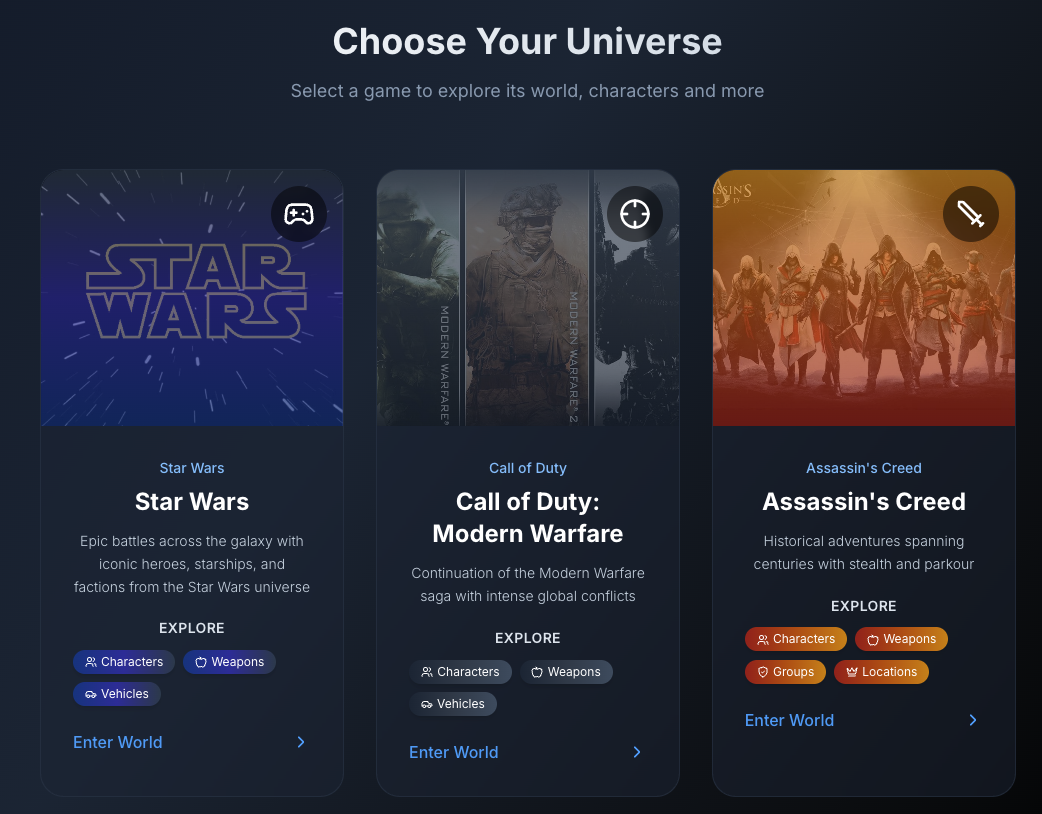 Choose Your Universe
Select a game to explore its world, characters and more
STAR
WARS
Star Wars
Star Wars
Epic battles across the galaxy with
iconic heroes, starships, and
factions from the Star Wars universe
EXPLORE
Characters
Weapons
Vehicles
Enter World
MODERN WARFARE®
MODERN WARFARE® 2
Call of Duty
Call of Duty:
Modern Warfare
Continuation of the Modern Warfare
saga with intense global conflicts
EXPLORE
Characters
Weapons
Vehicles
Enter World
Assassin's Creed
Assassin's Creed
Historical adventures spanning
centuries with stealth and parkour
EXPLORE
Characters
Weapons
Groups
Locations
Enter World